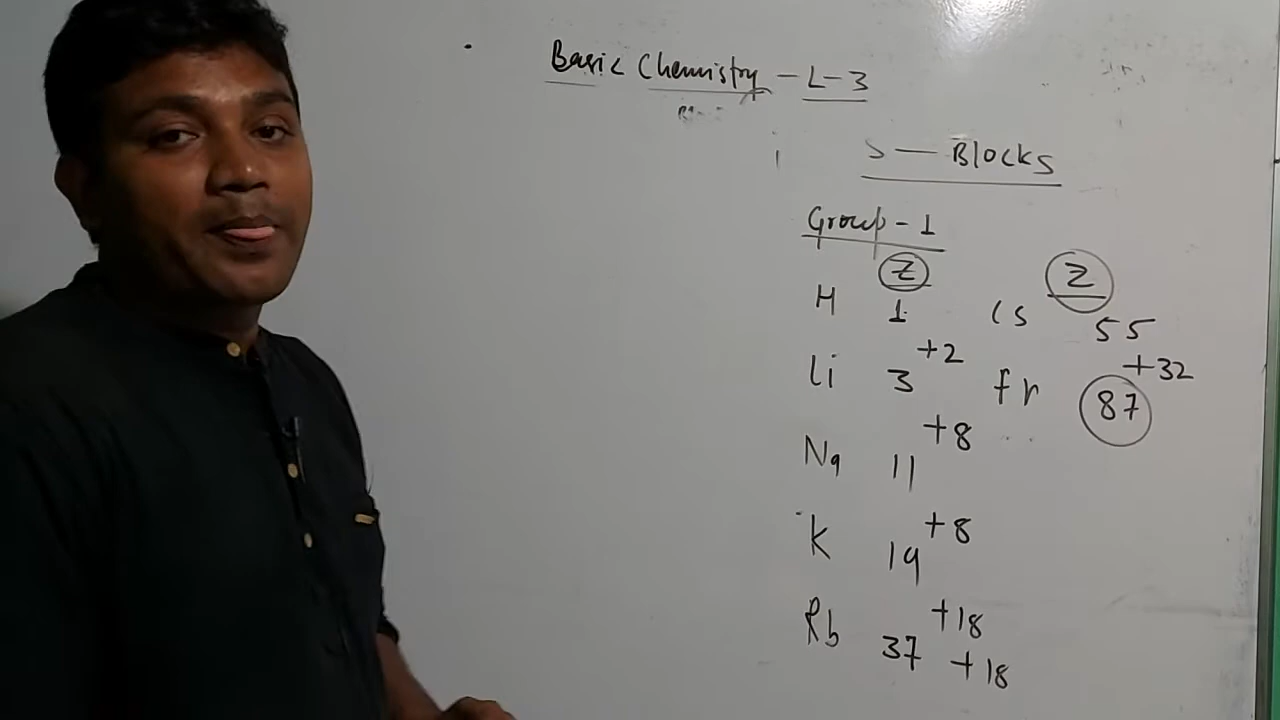 Basic Chemistry - L-3
S - Blocks
Group - 1
Z
Z
H 1 Cs 55
+2 +32
Li 3 Fr 87
+8
Na 11
+8
K 19
+18
Rb 37 +18